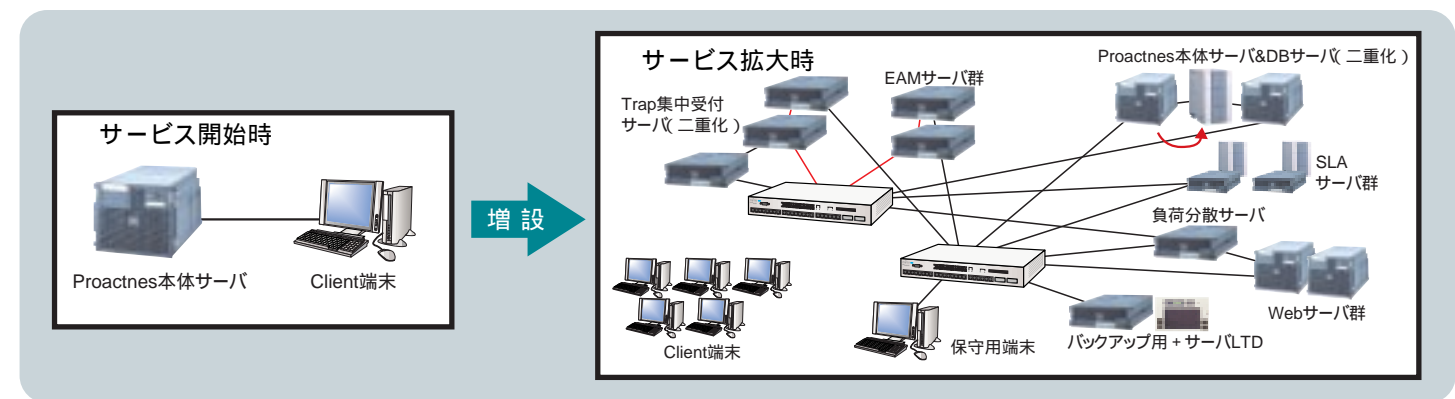 サービス開始時
Proactnes本体サーバ
Client端末
増設
サービス拡大時
Trap集中受付
サーバ(二重化)
EAMサーバ群
Proactnes本体サーバ&DBサーバ(二重化)
SLA
サーバ群
負荷分散サーバ
Webサーバ群
バックアップ用+サーバLTD
保守用端末
Client端末